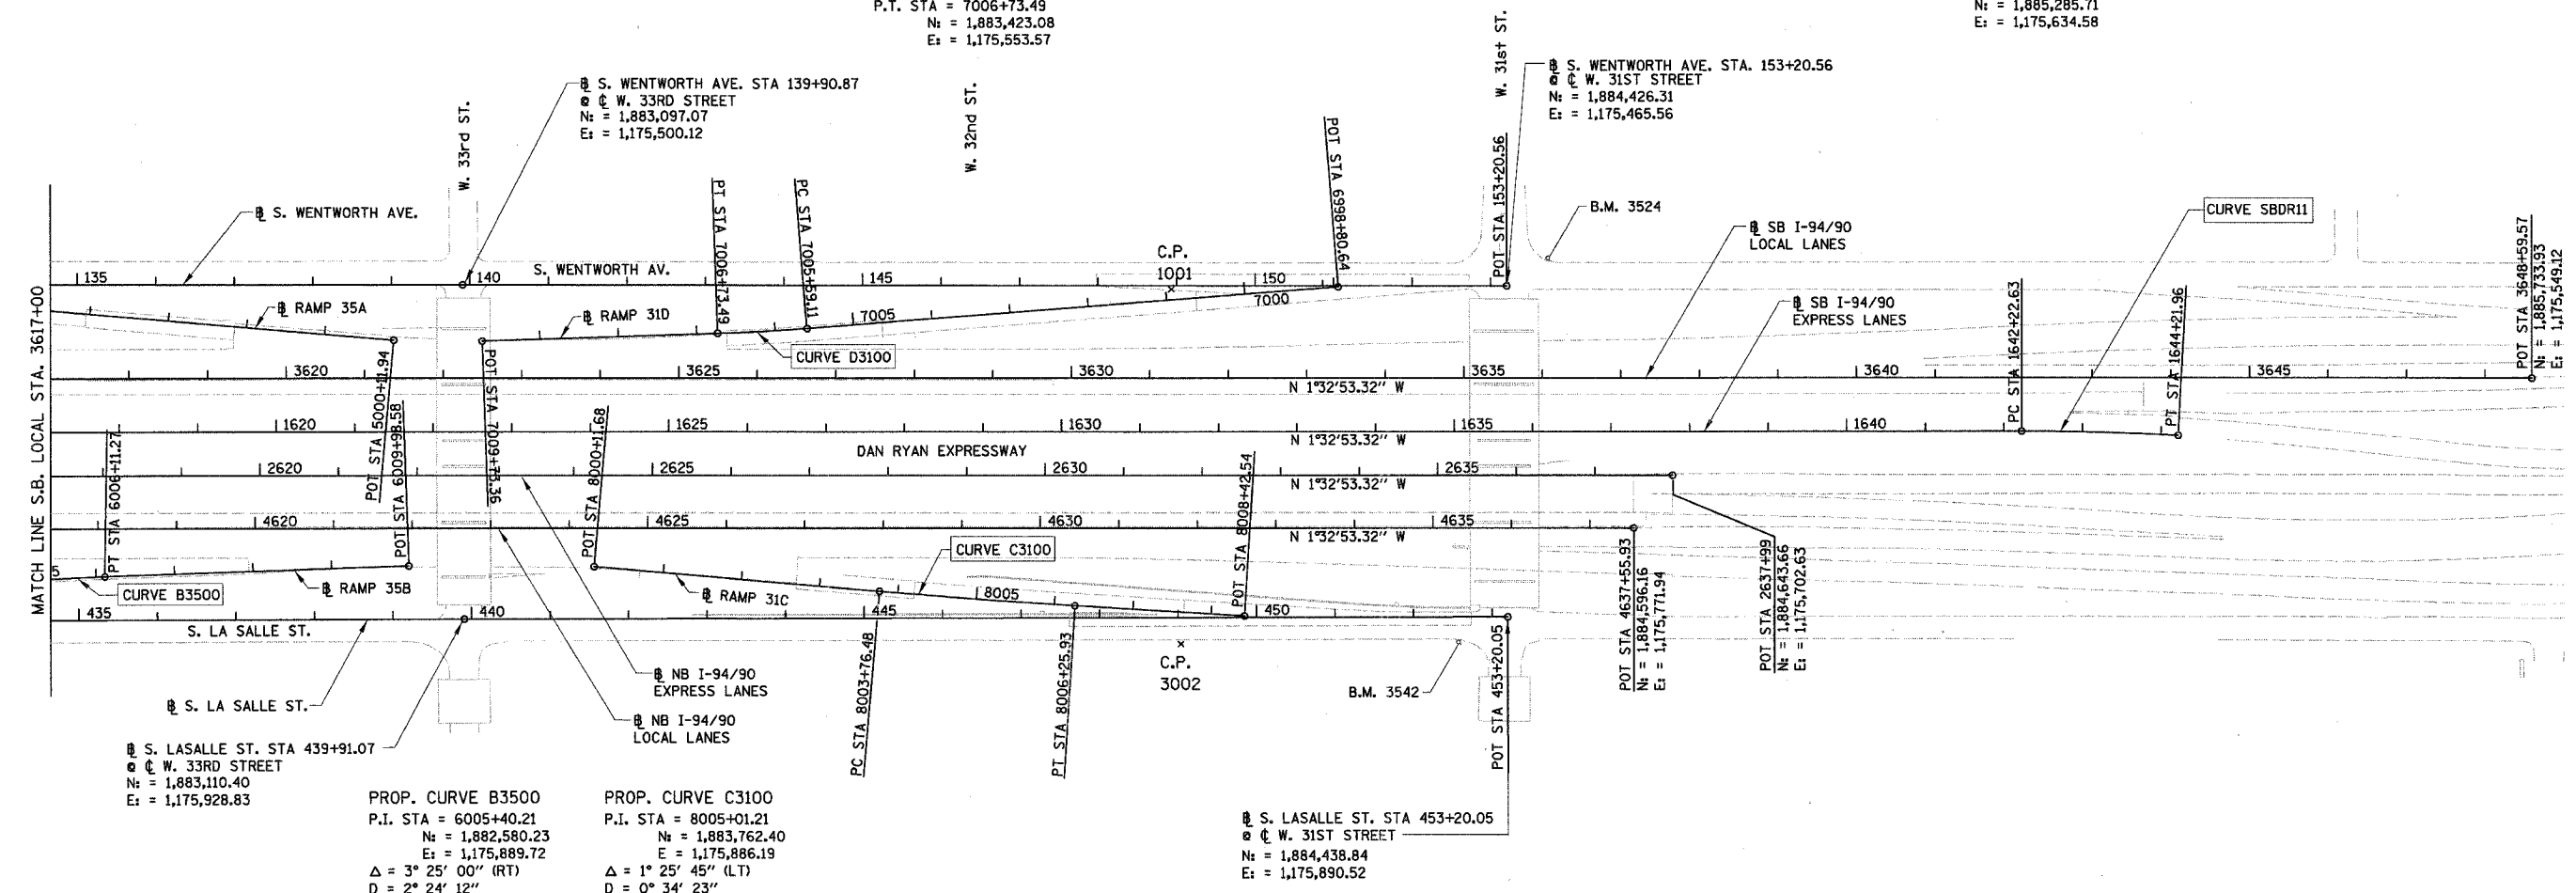 P.T. STA = 7006+73.49
N: = 1,883,423.08
E: = 1,175,553.57
N: = 1,885,285.71
E: = 1,175,634.58
W. 33rd ST.
W. 32nd ST.
W. 31st ST.
℄ S. WENTWORTH AVE. STA 139+90.87
@ ℄ W. 33RD STREET
N: = 1,883,097.07
E: = 1,175,500.12
℄ S. WENTWORTH AVE. STA. 153+20.56
@ ℄ W. 31ST STREET
N: = 1,884,426.31
E: = 1,175,465.56
POT STA 6998+80.64
POT STA 153+20.56
PT STA 7006+73.49
PC STA 7005+59.11
B.M. 3524
℄ S. WENTWORTH AVE.
℄ SB I-94/90
LOCAL LANES
CURVE SBDR11
C.P.
1001
135
140
S. WENTWORTH AV.
145
150
7000
7005
℄ RAMP 35A
℄ RAMP 31D
CURVE D3100
℄ SB I-94/90
EXPRESS LANES
PC STA 1642+22.63
PT STA 1644+21.96
POT STA 3648+59.57
N: = 1,885,733.93
E: = 1,175,549.12
MATCH LINE S.B. LOCAL STA. 3617+00
3620
3625
3630
3635
3640
3645
N 1°32'53.32" W
POT STA 5000+11.94
POT STA 6009+98.58
POT STA 7009+73.36
POT STA 8000+11.68
PT STA 6006+11.27
1620
1625
1630
1635
1640
N 1°32'53.32" W
DAN RYAN EXPRESSWAY
2620
2625
2630
2635
N 1°32'53.32" W
POT STA 8008+42.54
4620
4625
4630
4635
N 1°32'53.32" W
5
CURVE B3500
℄ RAMP 35B
℄ RAMP 31C
CURVE C3100
8005
435
440
445
450
S. LA SALLE ST.
POT STA 4637+55.93
N: = 1,884,596.16
E: = 1,175,771.94
POT STA 2637+99
N: = 1,884,643.66
E: = 1,175,702.63
PC STA 8003+76.48
PT STA 8006+25.93
C.P.
3002
B.M. 3542
POT STA 453+20.05
℄ S. LA SALLE ST.
℄ NB I-94/90
EXPRESS LANES
℄ NB I-94/90
LOCAL LANES
℄ S. LASALLE ST. STA 439+91.07
@ ℄ W. 33RD STREET
N: = 1,883,110.40
E: = 1,175,928.83
PROP. CURVE B3500
P.I. STA = 6005+40.21
N: = 1,882,580.23
E: = 1,175,889.72
Δ = 3° 25' 00" (RT)
D = 2° 24' 12"
PROP. CURVE C3100
P.I. STA = 8005+01.21
N: = 1,883,762.40
E = 1,175,886.19
Δ = 1° 25' 45" (LT)
D = 0° 34' 23"
℄ S. LASALLE ST. STA 453+20.05
@ ℄ W. 31ST STREET
N: = 1,884,438.84
E: = 1,175,890.52